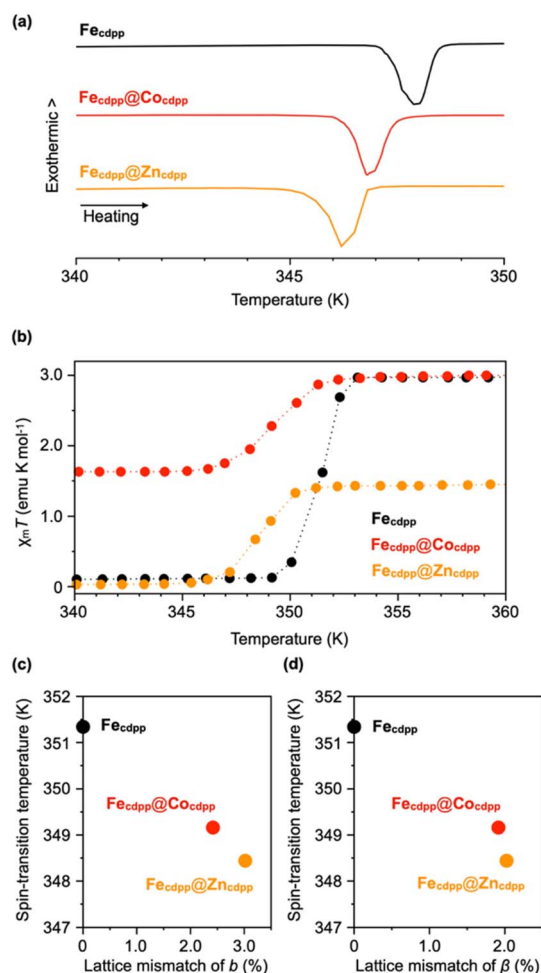 (a)
Fecdpp
Fecdpp@Cocdpp
Fecdpp@Zncdpp
Exothermic >
Heating
340 345 350
Temperature (K)
(b)
3.0
2.0
1.0
0
χmT (emu K mol-1)
Fecdpp
Fecdpp@Cocdpp
Fecdpp@Zncdpp
340 345 350 355 360
Temperature (K)
(c)
352
351
350
349
348
347
Spin-transition temperature (K)
Fecdpp
Fecdpp@Cocdpp
Fecdpp@Zncdpp
0 1.0 2.0 3.0
Lattice mismatch of b (%)
(d)
352
351
350
349
348
347
Spin-transition temperature (K)
Fecdpp
Fecdpp@Cocdpp
Fecdpp@Zncdpp
0 1.0 2.0
Lattice mismatch of β (%)